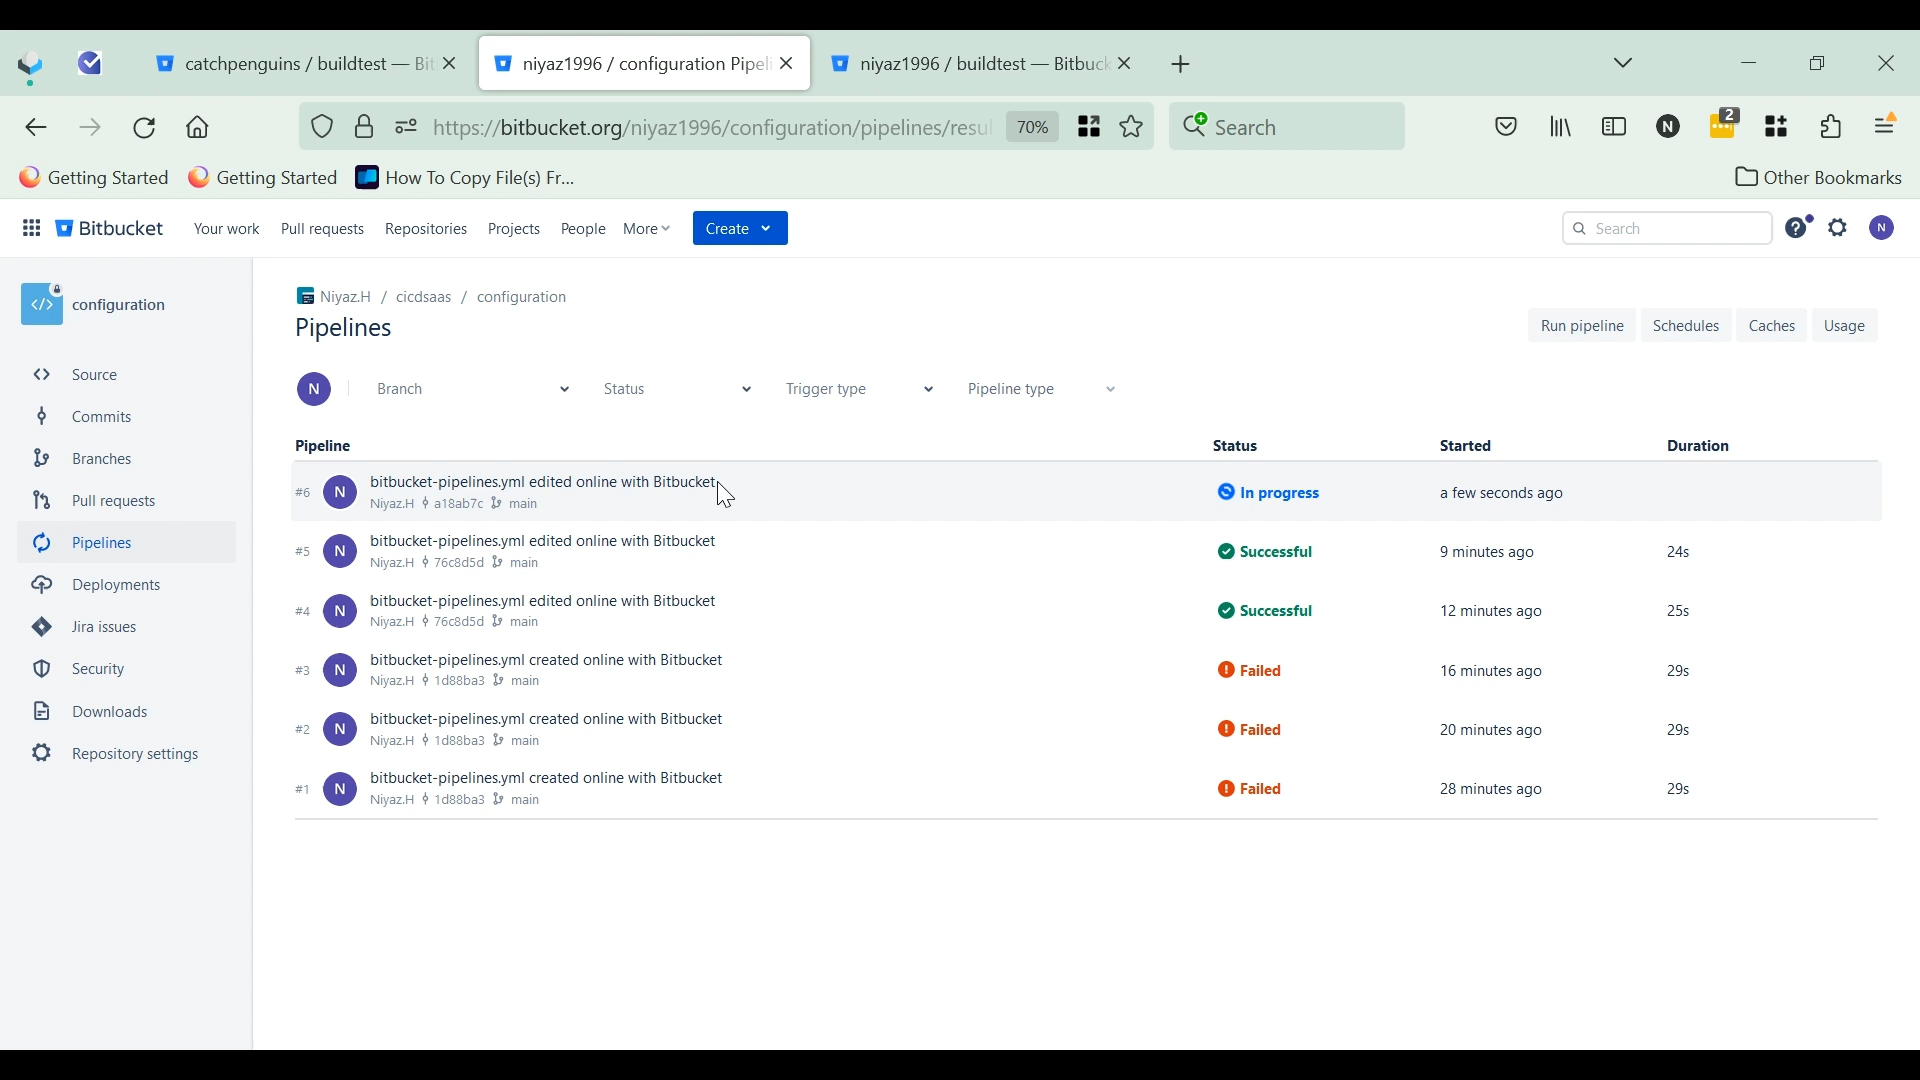 catchpenguins / buildtest — Bit
niyaz1996 / configuration Pipeli
niyaz1996 / buildtest — Bitbuck
https://bitbucket.org/niyaz1996/configuration/pipelines/resul
70%
Search
N
2
Getting Started
Getting Started
How To Copy File(s) Fr...
Other Bookmarks
Bitbucket
Your work
Pull requests
Repositories
Projects
People
More
Create
Search
N
configuration
Niyaz.H / cicdsaas / configuration
Pipelines
Run pipeline
Schedules
Caches
Usage
Source
Commits
Branches
Pull requests
Pipelines
Deployments
Jira issues
Security
Downloads
Repository settings
N
Branch
Status
Trigger type
Pipeline type
Pipeline Status Started Duration
#6 N bitbucket-pipelines.yml edited online with Bitbucket In progress a few seconds ago
Niyaz.H a18ab7c main
#5 N bitbucket-pipelines.yml edited online with Bitbucket Successful 9 minutes ago 24s
Niyaz.H 76c8d5d main
#4 N bitbucket-pipelines.yml edited online with Bitbucket Successful 12 minutes ago 25s
Niyaz.H 76c8d5d main
#3 N bitbucket-pipelines.yml created online with Bitbucket Failed 16 minutes ago 29s
Niyaz.H 1d88ba3 main
#2 N bitbucket-pipelines.yml created online with Bitbucket Failed 20 minutes ago 29s
Niyaz.H 1d88ba3 main
#1 N bitbucket-pipelines.yml created online with Bitbucket Failed 28 minutes ago 29s
Niyaz.H 1d88ba3 main